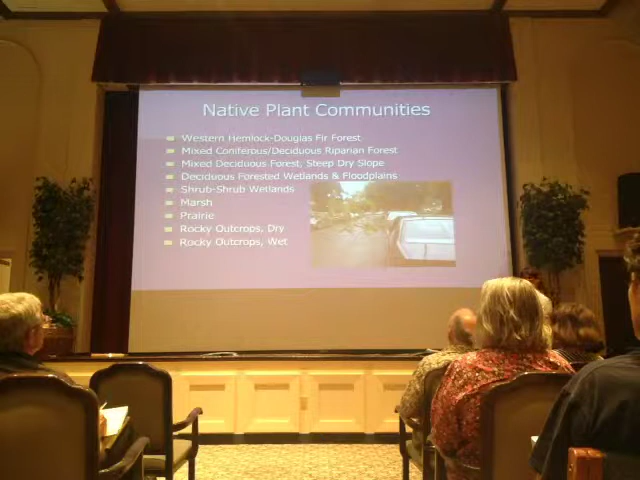 Native Plant Communities
Western Hemlock-Douglas Fir Forest
Mixed Coniferous/Deciduous Riparian Forest
Mixed Deciduous Forest, Steep Dry Slope
Deciduous Forested Wetlands & Floodplains
Shrub-Shrub Wetlands
Marsh
Prairie
Rocky Outcrops, Dry
Rocky Outcrops, Wet